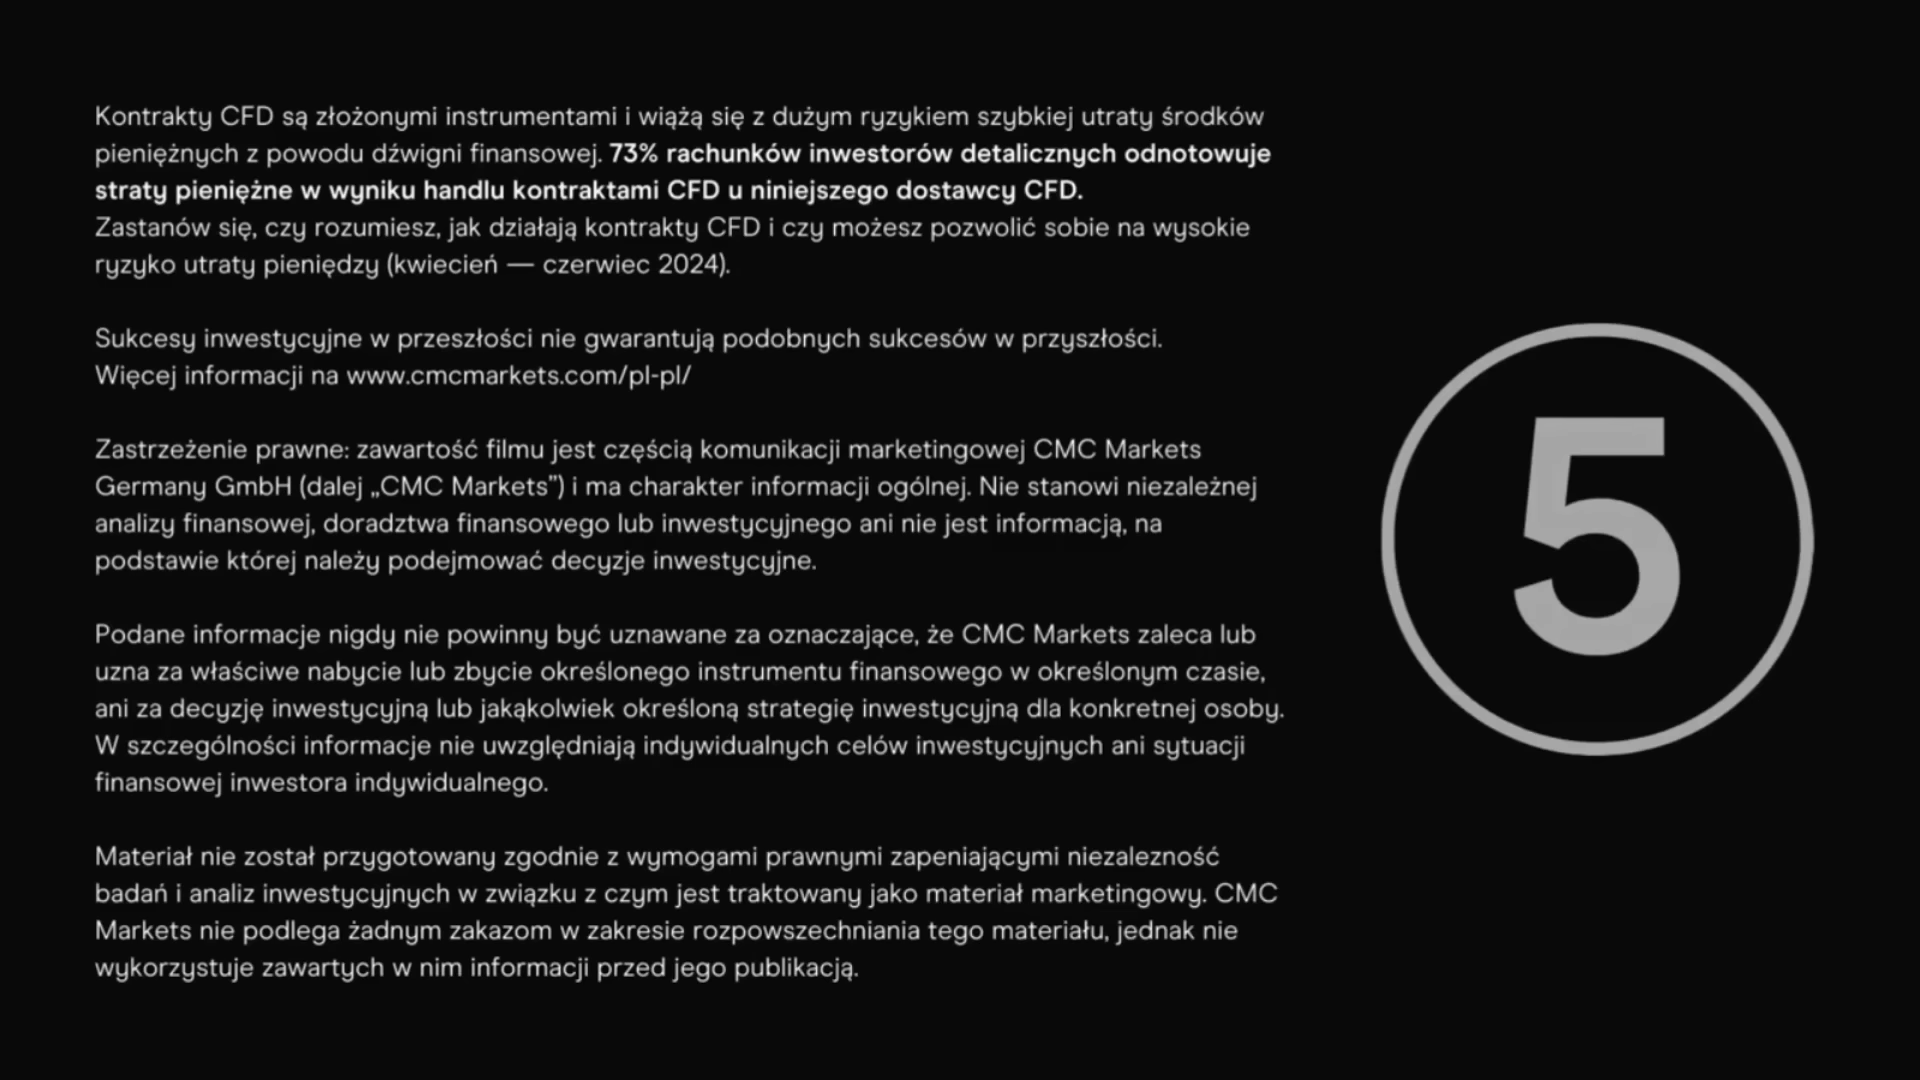 Kontrakty CFD są złożonymi instrumentami i wiążą się z dużym ryzykiem szybkiej utraty środków
pieniężnych z powodu dźwigni finansowej. 73% rachunków inwestorów detalicznych odnotowuje
straty pieniężne w wyniku handlu kontraktami CFD u niniejszego dostawcy CFD.
Zastanów się, czy rozumiesz, jak działają kontrakty CFD i czy możesz pozwolić sobie na wysokie
ryzyko utraty pieniędzy (kwiecień — czerwiec 2024).
Sukcesy inwestycyjne w przeszłości nie gwarantują podobnych sukcesów w przyszłości.
Więcej informacji na www.cmcmarkets.com/pl-pl/
Zastrzeżenie prawne: zawartość filmu jest częścią komunikacji marketingowej CMC Markets
Germany GmbH (dalej „CMC Markets”) i ma charakter informacji ogólnej. Nie stanowi niezależnej
analizy finansowej, doradztwa finansowego lub inwestycyjnego ani nie jest informacją, na
podstawie której należy podejmować decyzje inwestycyjne.
Podane informacje nigdy nie powinny być uznawane za oznaczające, że CMC Markets zaleca lub
uzna za właściwe nabycie lub zbycie określonego instrumentu finansowego w określonym czasie,
ani za decyzję inwestycyjną lub jakąkolwiek określoną strategię inwestycyjną dla konkretnej osoby.
W szczególności informacje nie uwzględniają indywidualnych celów inwestycyjnych ani sytuacji
finansowej inwestora indywidualnego.
Materiał nie został przygotowany zgodnie z wymogami prawnymi zapeniającymi niezalezność
badań i analiz inwestycyjnych w związku z czym jest traktowany jako materiał marketingowy. CMC
Markets nie podlega żadnym zakazom w zakresie rozpowszechniania tego materiału, jednak nie
wykorzystuje zawartych w nim informacji przed jego publikacją.
5